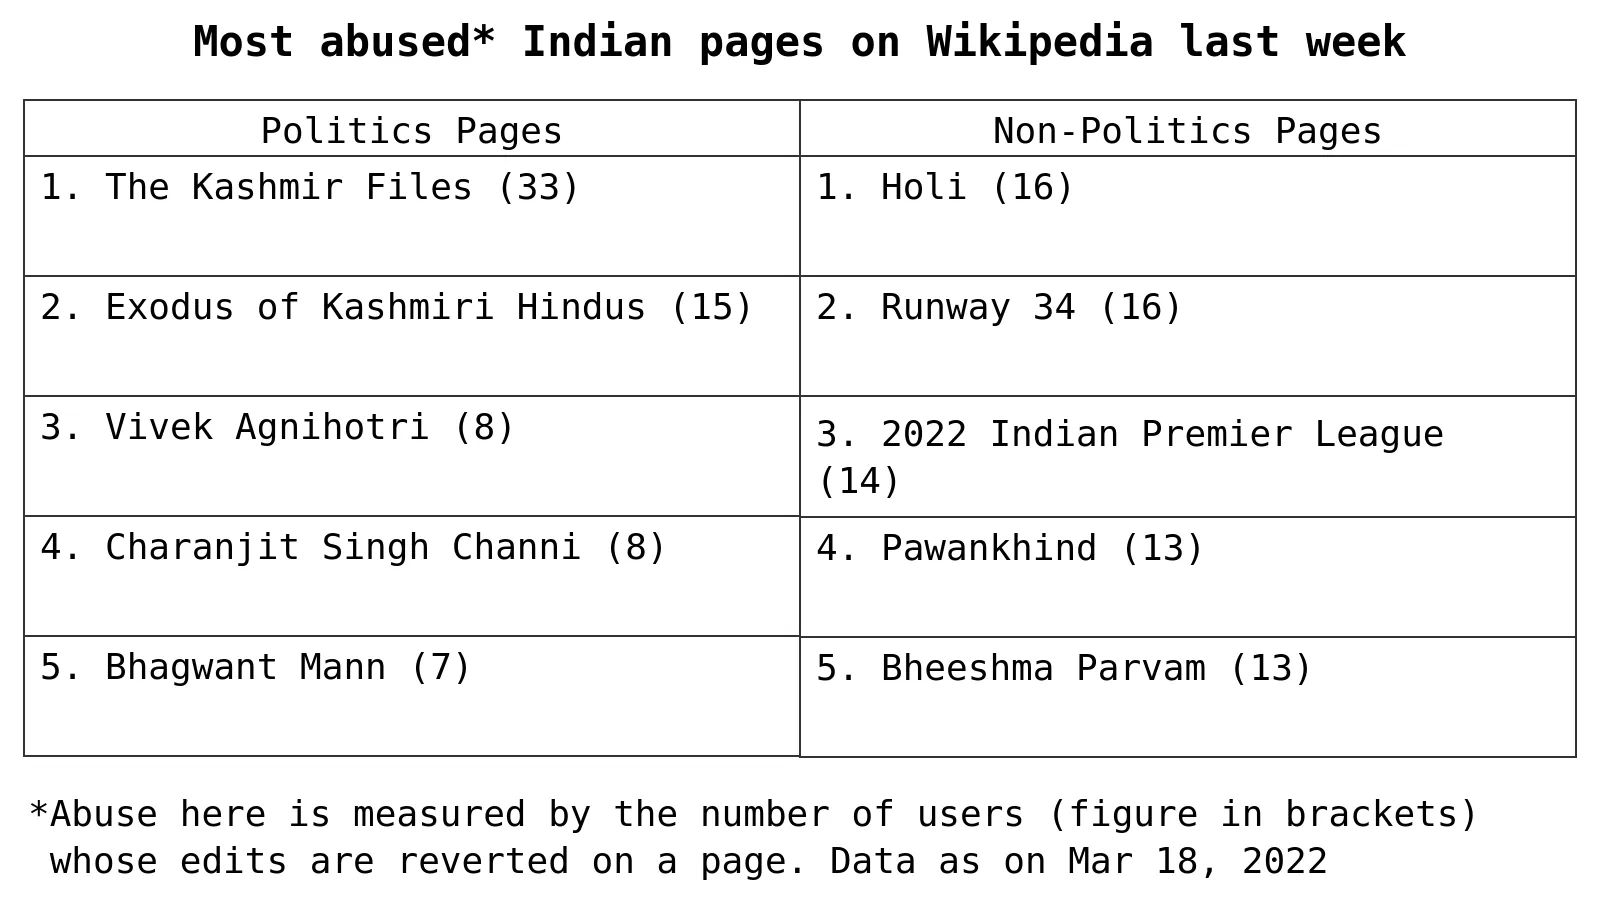 Most abused* Indian pages on Wikipedia last week
Politics Pages
Non-Politics Pages
1. The Kashmir Files (33)
1. Holi (16)
2. Exodus of Kashmiri Hindus (15)
2. Runway 34 (16)
3. Vivek Agnihotri (8)
3. 2022 Indian Premier League
(14)
4. Charanjit Singh Channi (8)
4. Pawankhind (13)
5. Bhagwant Mann (7)
5. Bheeshma Parvam (13)
*Abuse here is measured by the number of users (figure in brackets)
whose edits are reverted on a page. Data as on Mar 18, 2022